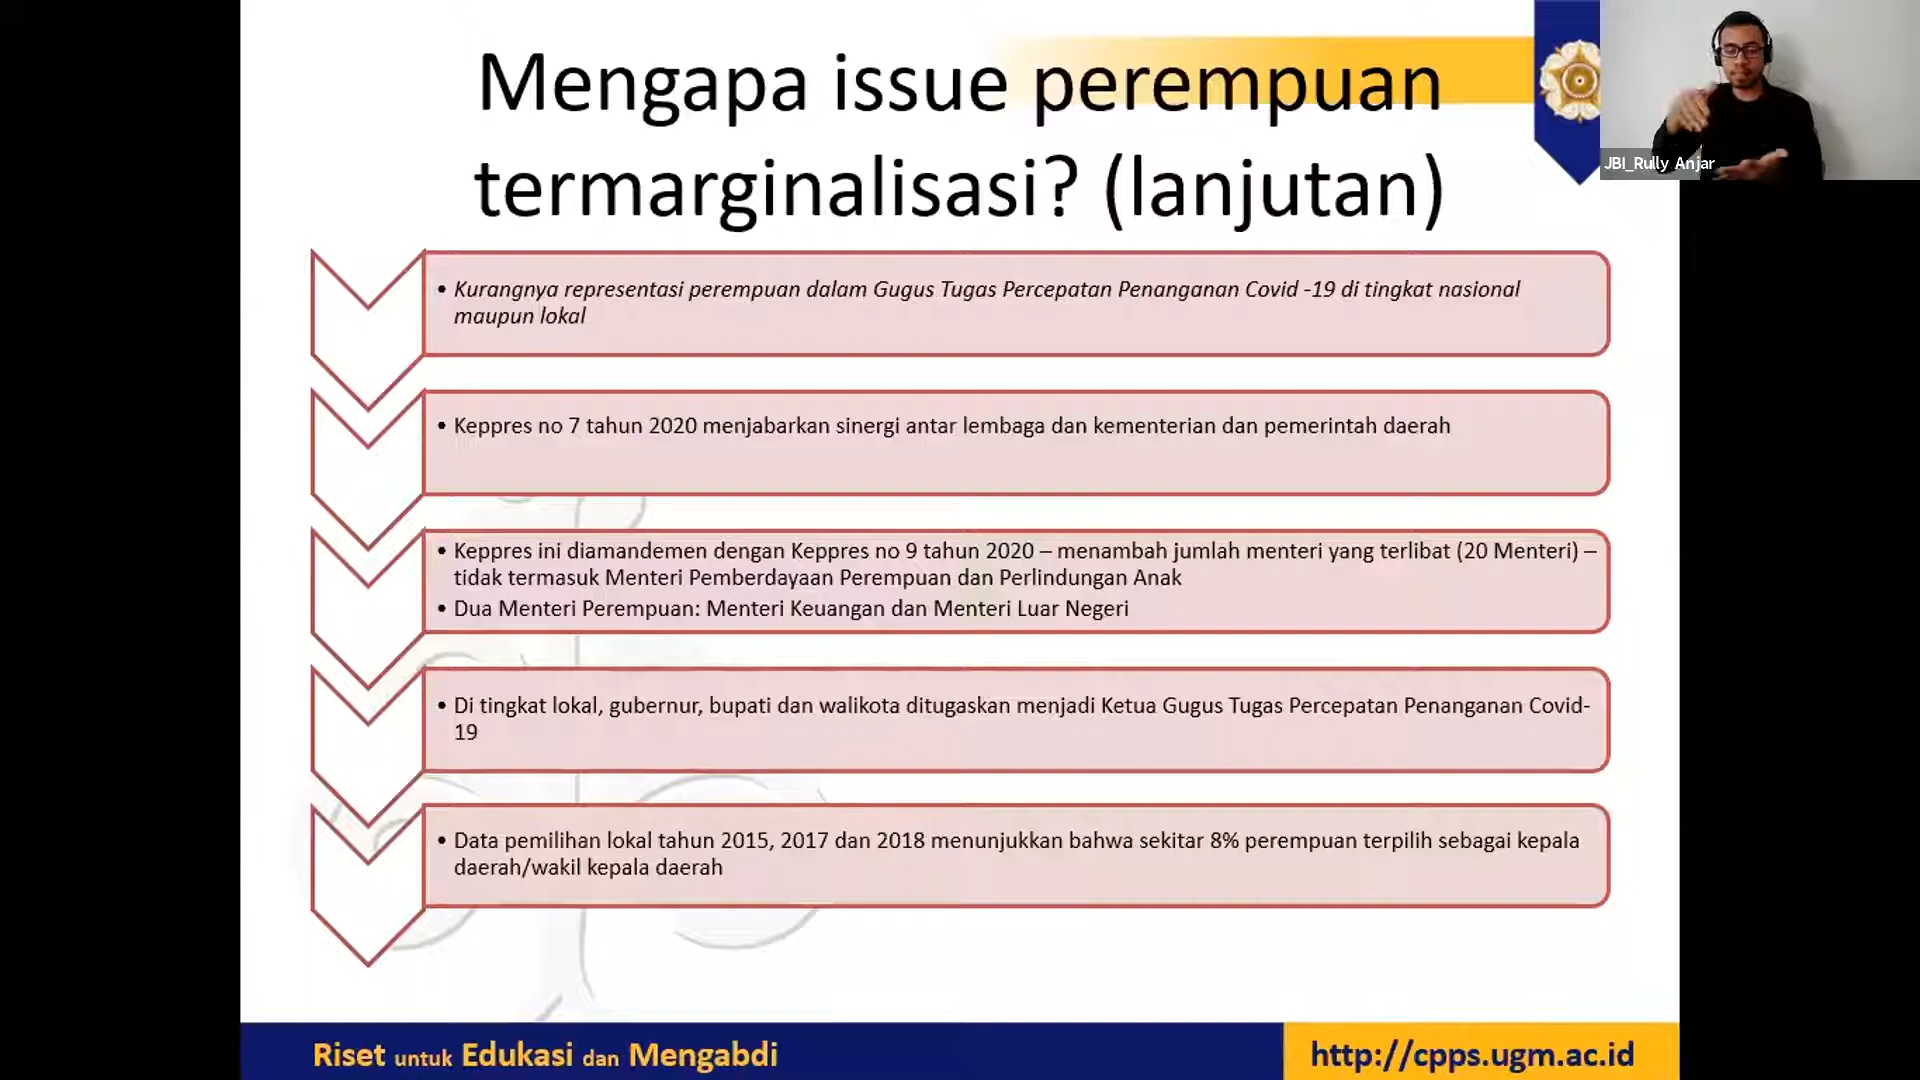 Mengapa issue perempuan
termarginalisasi? (lanjutan)
JBI_Rully Anjar
• Kurangnya representasi perempuan dalam Gugus Tugas Percepatan Penanganan Covid -19 di tingkat nasional
maupun lokal
• Keppres no 7 tahun 2020 menjabarkan sinergi antar lembaga dan kementerian dan pemerintah daerah
• Keppres ini diamandemen dengan Keppres no 9 tahun 2020 – menambah jumlah menteri yang terlibat (20 Menteri) –
tidak termasuk Menteri Pemberdayaan Perempuan dan Perlindungan Anak
• Dua Menteri Perempuan: Menteri Keuangan dan Menteri Luar Negeri
• Di tingkat lokal, gubernur, bupati dan walikota ditugaskan menjadi Ketua Gugus Tugas Percepatan Penanganan Covid-
19
• Data pemilihan lokal tahun 2015, 2017 dan 2018 menunjukkan bahwa sekitar 8% perempuan terpilih sebagai kepala
daerah/wakil kepala daerah
Riset untuk Edukasi dan Mengabdi
http://cpps.ugm.ac.id